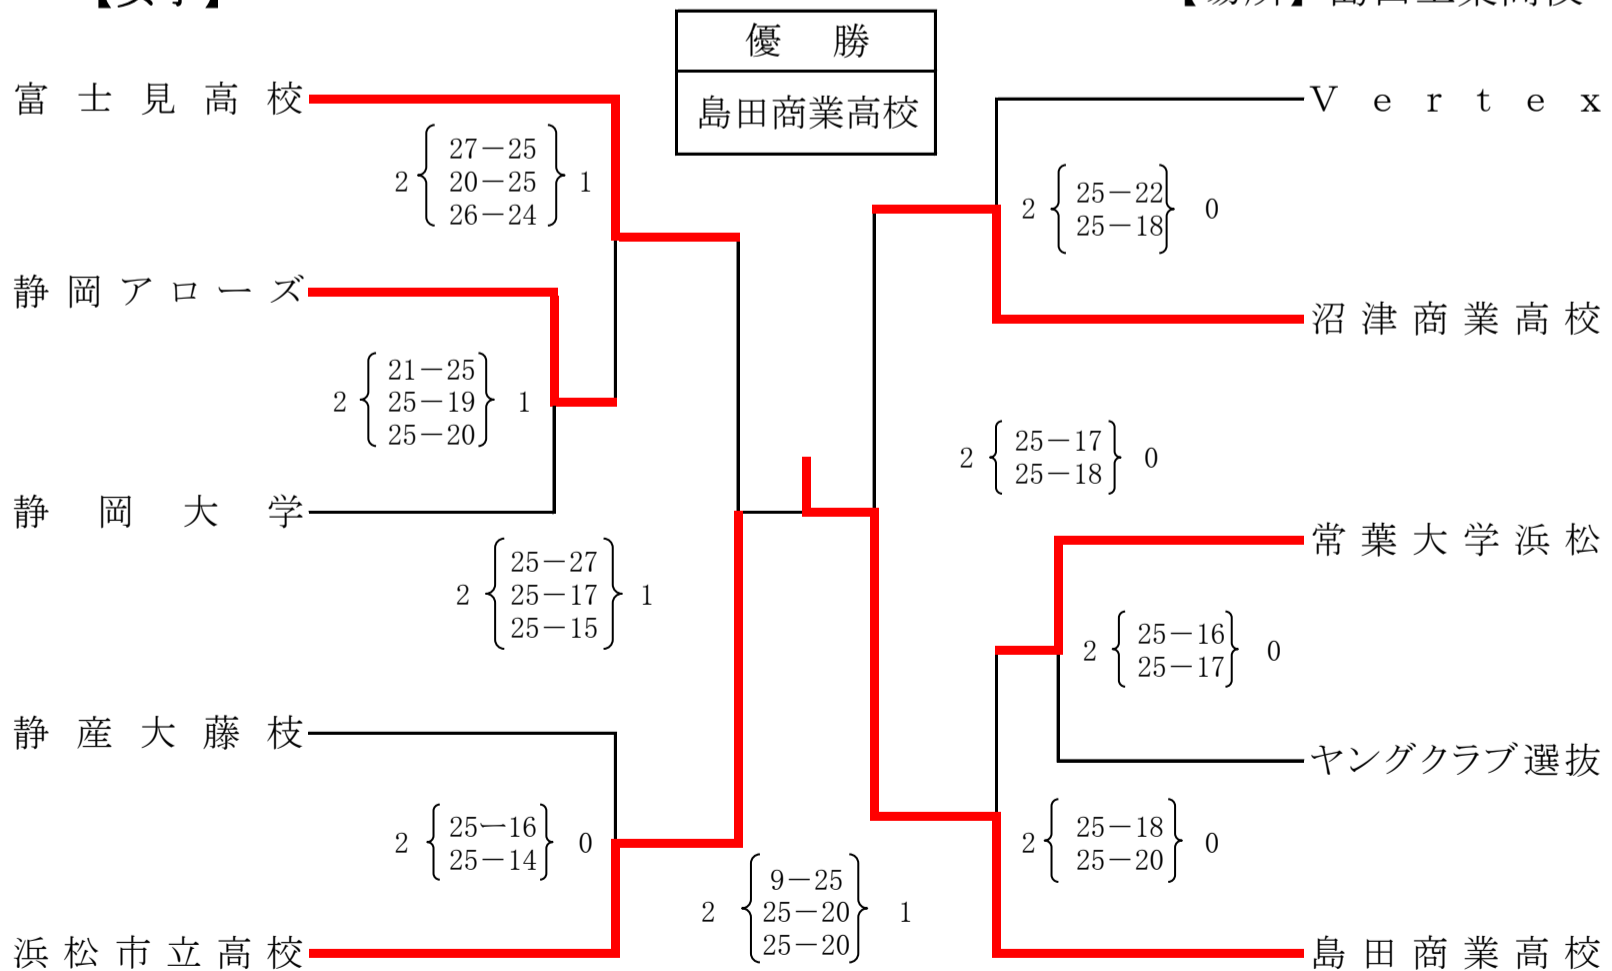 優　勝
島田商業高校
富士見高校
27－25
2 20－25 1
26－24
静岡アローズ
21－25
2 25－19 1
25－20
静岡大学
25－27
2 25－17 1
25－15
静産大藤枝
2 25－16 0
25－14
浜松市立高校
9－25
2 25－20 1
25－20
Vertex
2 25－22 0
25－18
沼津商業高校
2 25－17 0
25－18
常葉大学浜松
2 25－16 0
25－17
ヤングクラブ選抜
2 25－18 0
25－20
島田商業高校